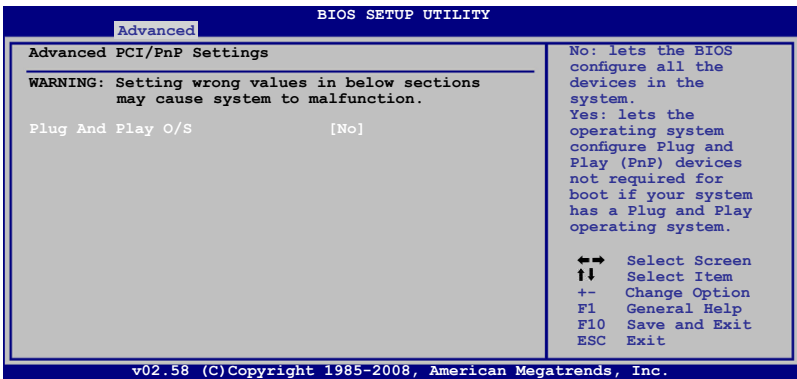 BIOS SETUP UTILITY
Advanced
Advanced PCI/PnP Settings
WARNING: Setting wrong values in below sections
may cause system to malfunction.
Plug And Play O/S [No]
No: lets the BIOS
configure all the
devices in the
system.
Yes: lets the
operating system
configure Plug and
Play (PnP) devices
not required for
boot if your system
has a Plug and Play
operating system.
←→ Select Screen
↑↓ Select Item
+- Change Option
F1 General Help
F10 Save and Exit
ESC Exit
v02.58 (C)Copyright 1985-2008, American Megatrends, Inc.